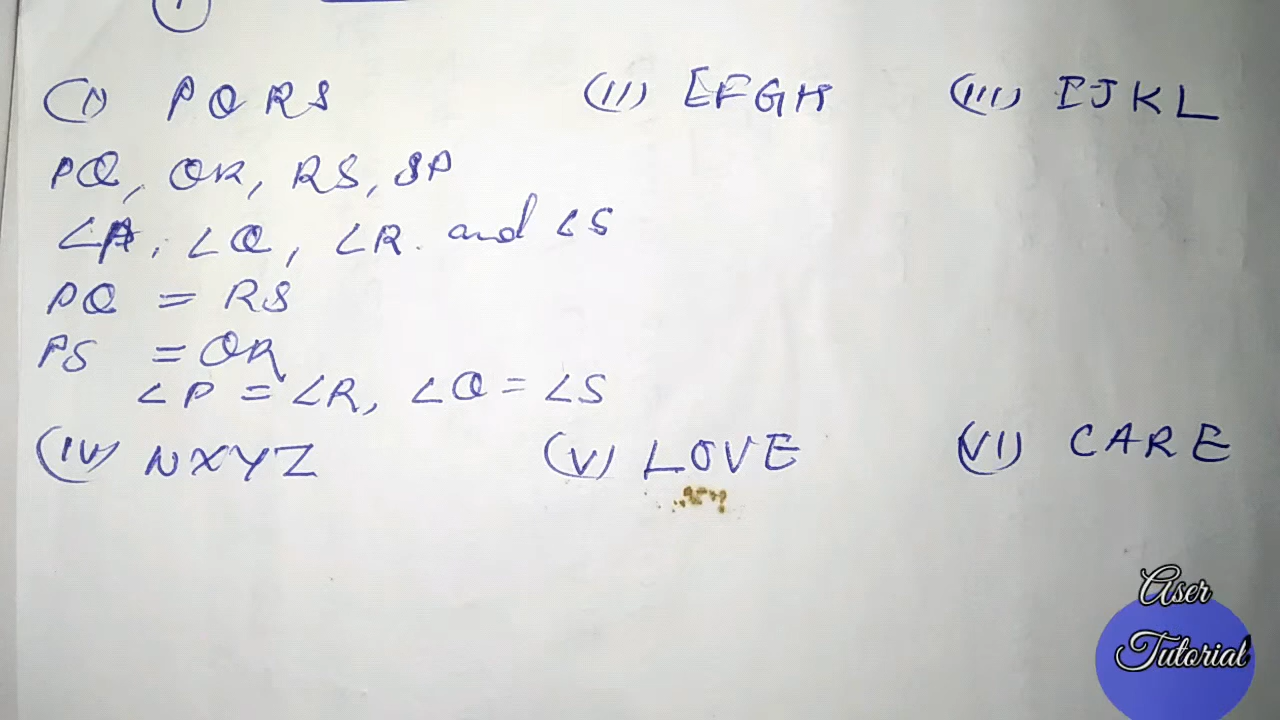 1
(i) PQRS (ii) EFGH (iii) IJKL
PQ, QR, RS, SP
∠P, ∠Q, ∠R. and ∠S
PQ = RS
PS = QR
∠P = ∠R, ∠Q = ∠S
(iv) NXYZ (v) LOVE (vi) CARE
Aser
Tutorial